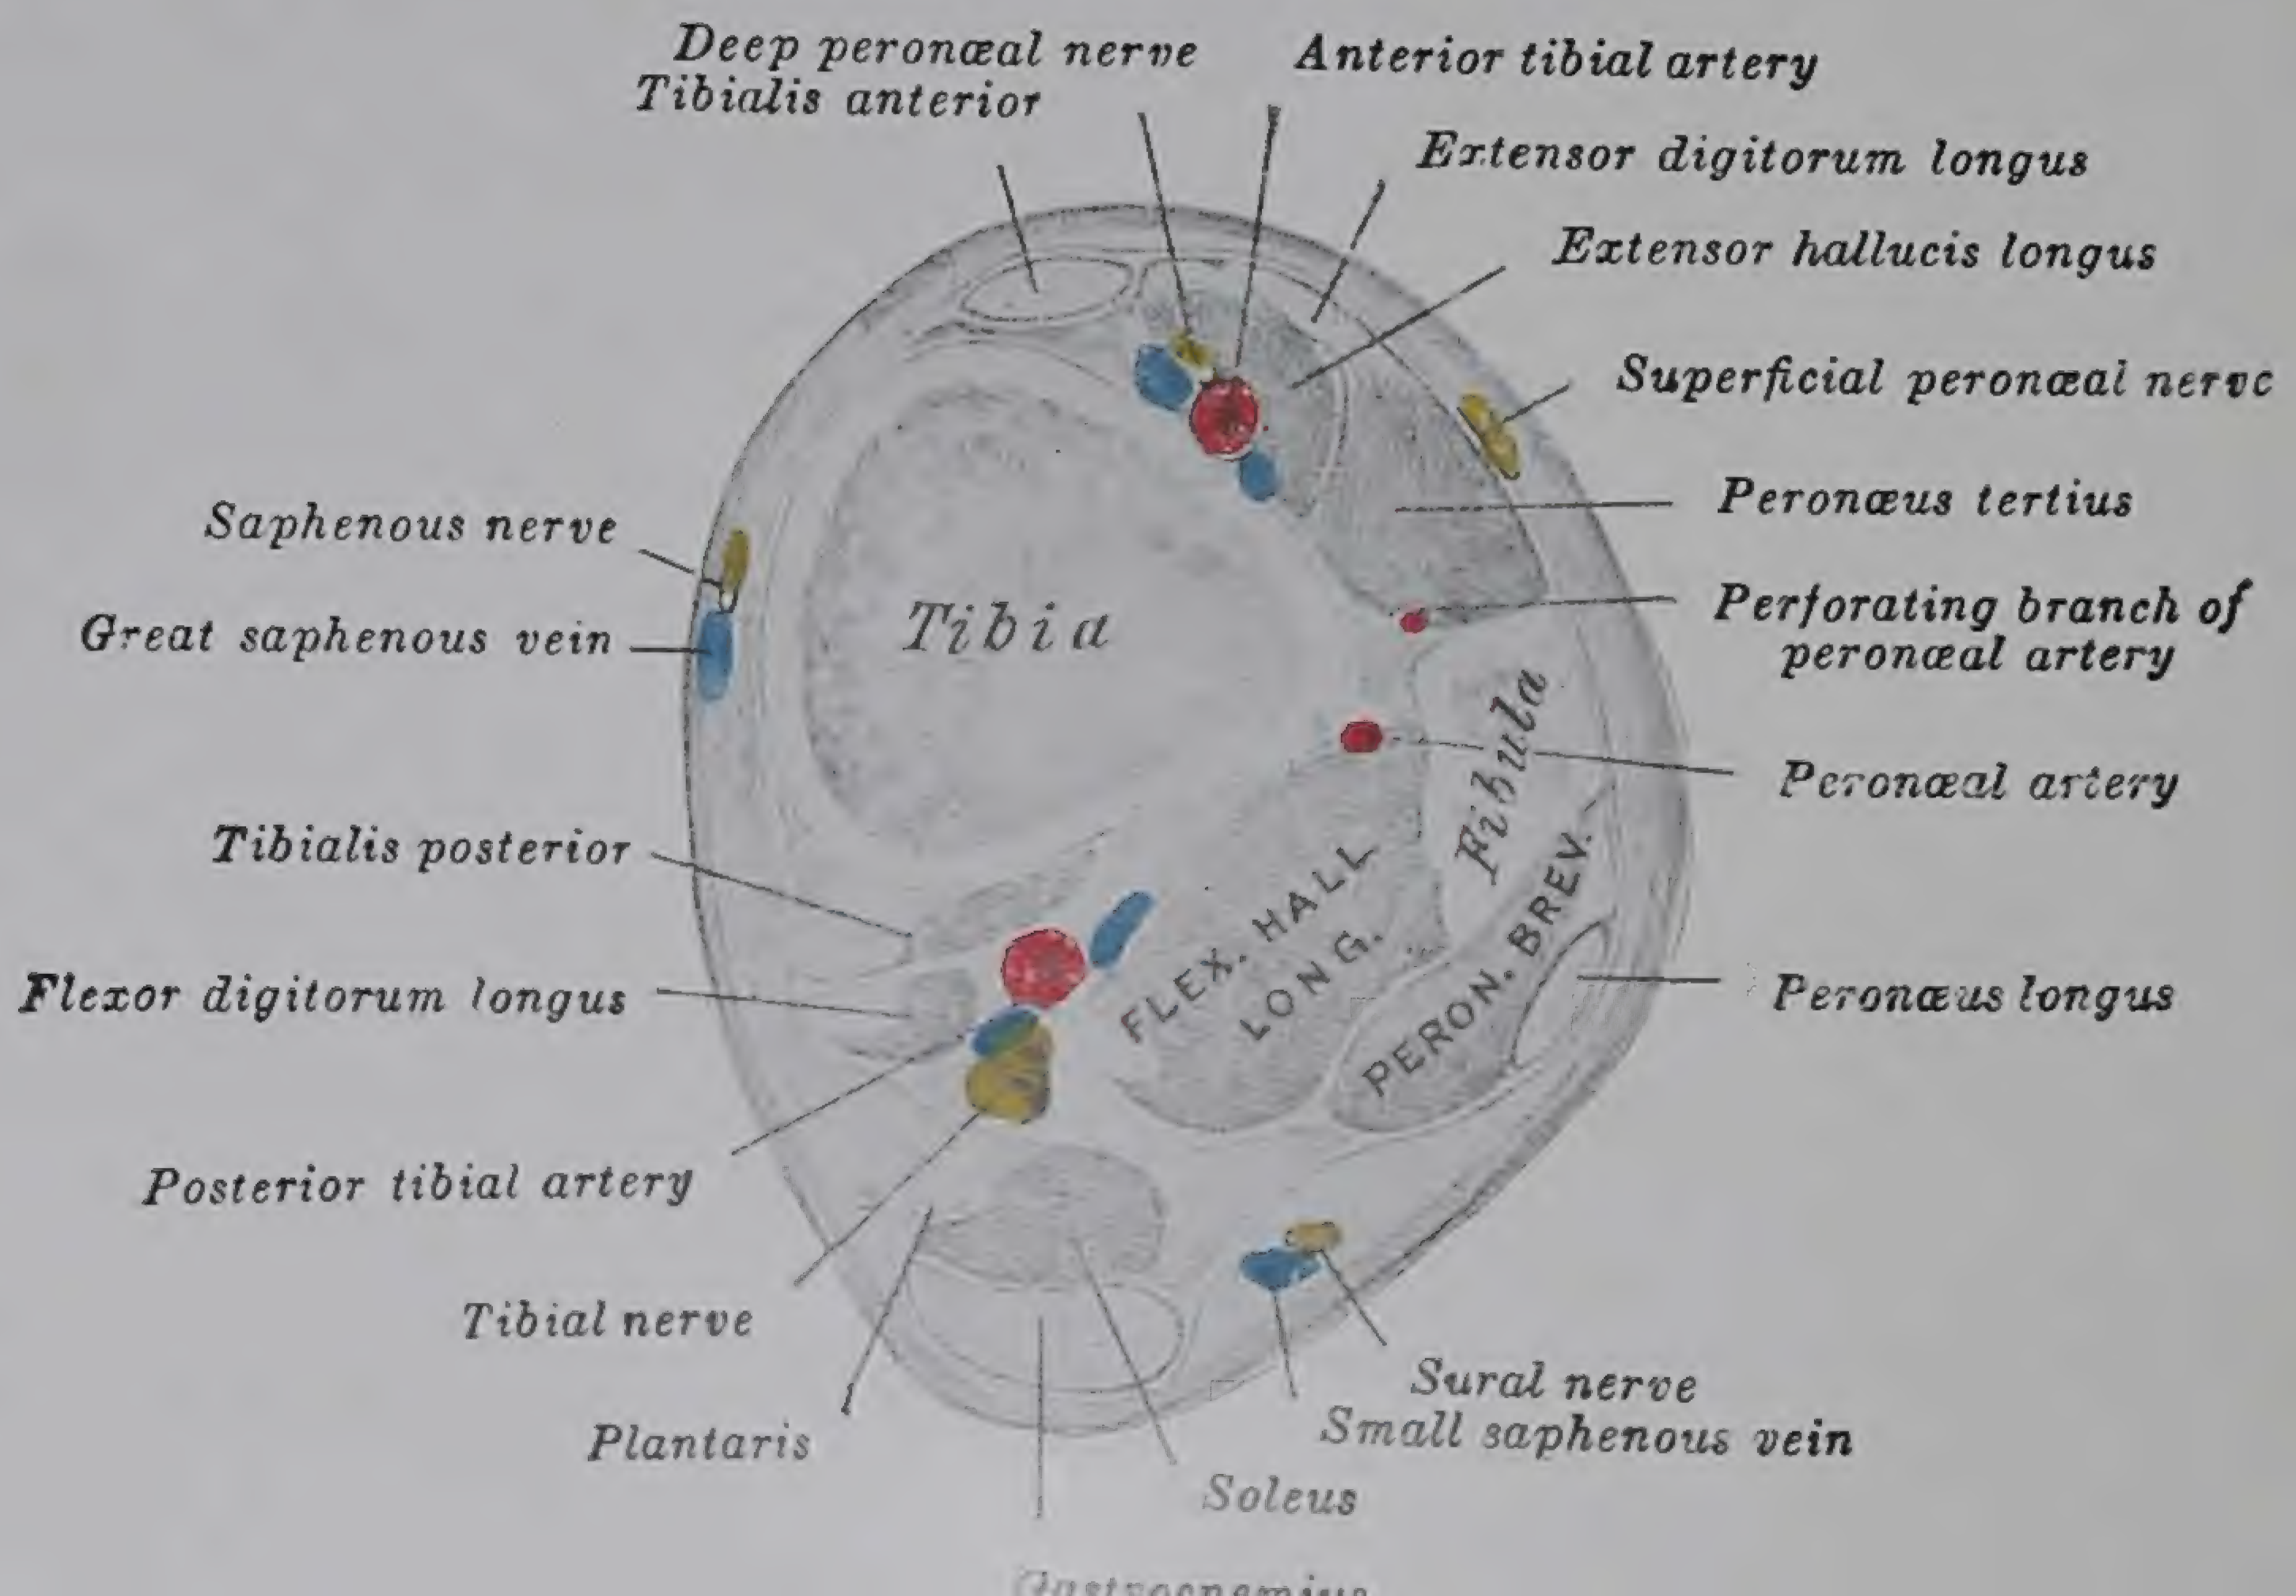 Deep peronæal nerve
Tibialis anterior
Anterior tibial artery
Extensor digitorum longus
Extensor hallucis longus
Superficial peronæal nerve
Saphenous nerve
Peronæus tertius
Great saphenous vein
Tibia
Perforating branch of
peronæal artery
Fibula
Peronæal artery
Tibialis posterior
FLEX. HALL
LONG.
PERON. BREV.
Flexor digitorum longus
Peronæus longus
Posterior tibial artery
Tibial nerve
Plantaris
Sural nerve
Small saphenous vein
Soleus
Gastrocnemius